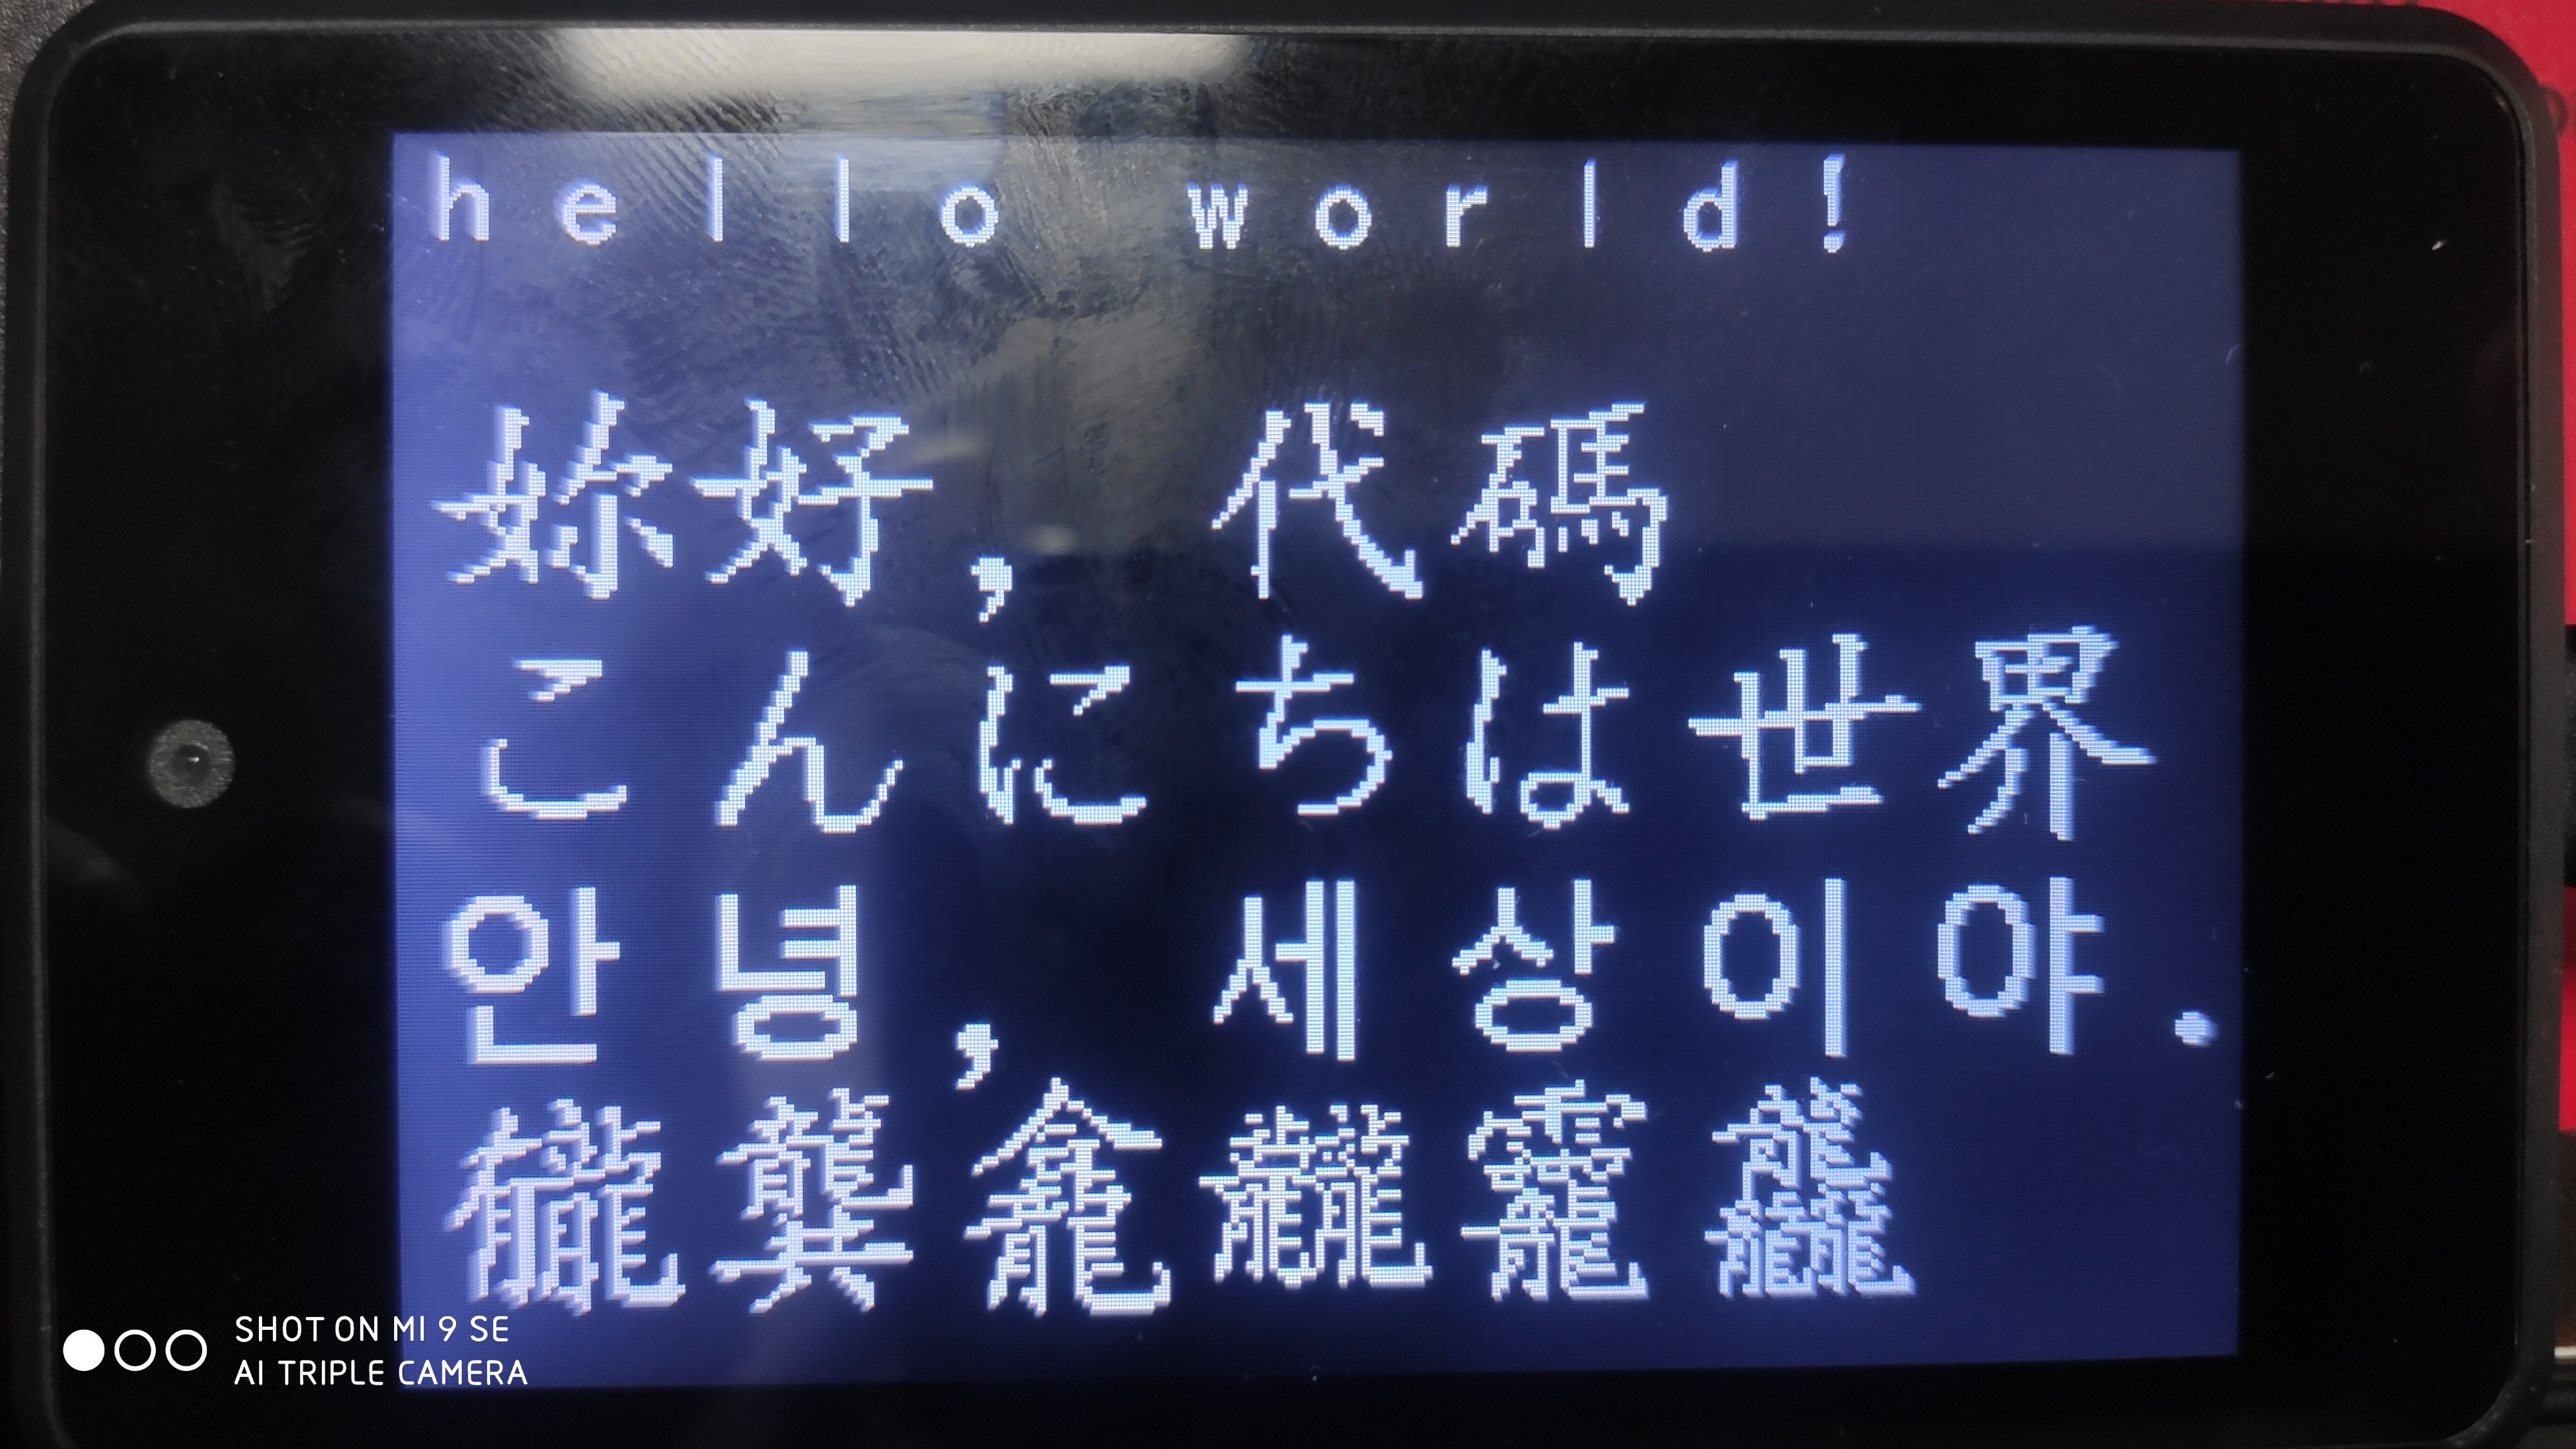 hello world!
妳好, 代碼
こんにちは世界
안녕, 세상이야.
龔龕龖龗龘
SHOT ON MI 9 SE
AI TRIPLE CAMERA